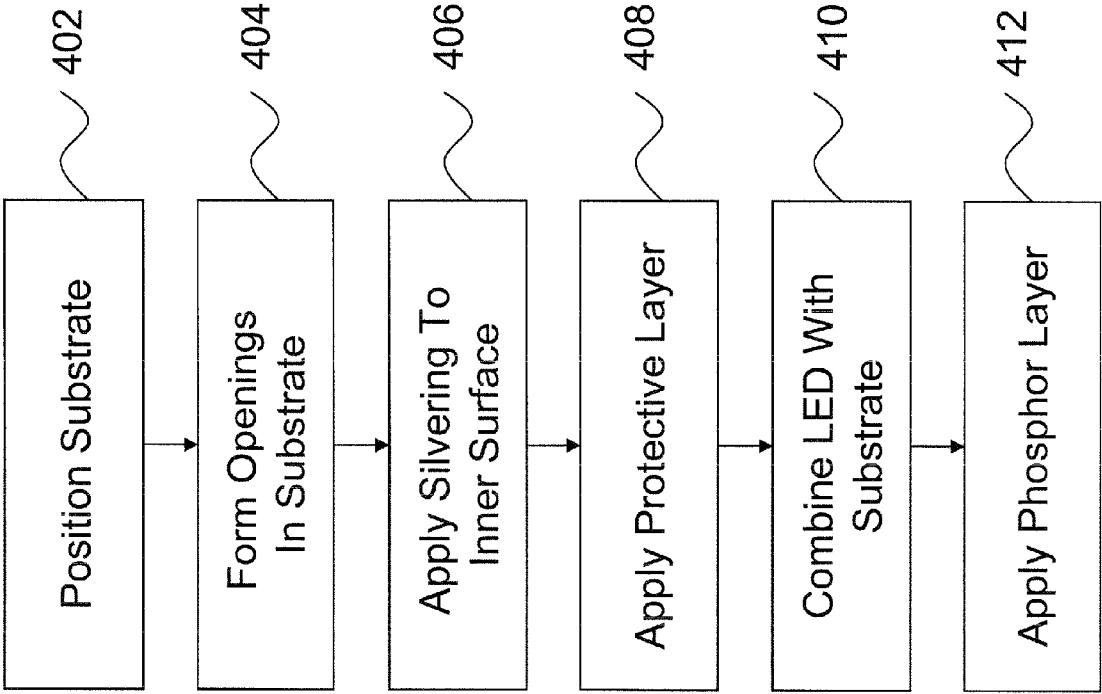 Position Substrate
402
Form Openings
In Substrate
404
Apply Silvering To
Inner Surface
406
Apply Protective Layer
408
Combine LED With
Substrate
410
Apply Phosphor Layer
412